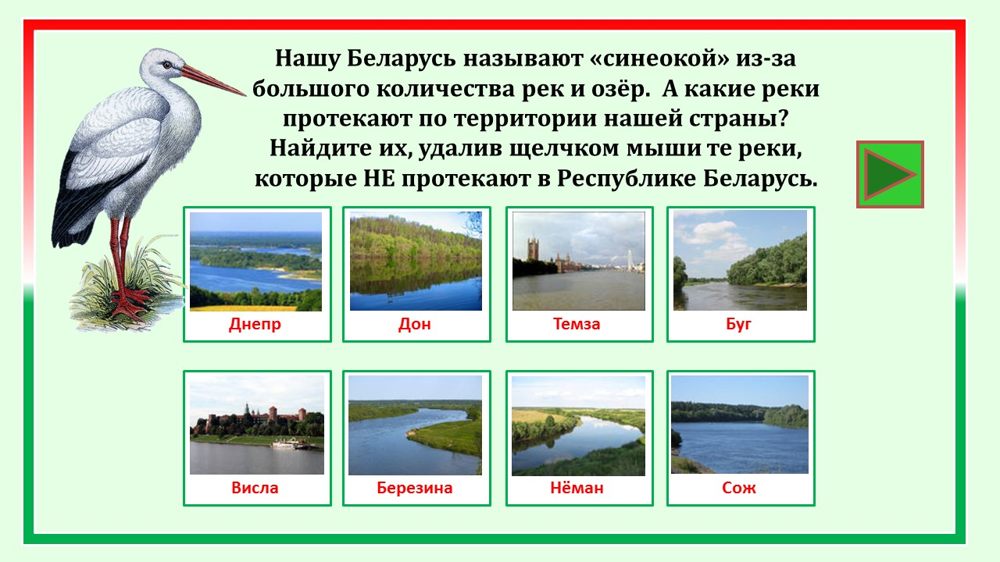 Нашу Беларусь называют «синеокой» из-за
большого количества рек и озёр.  А какие реки
протекают по территории нашей страны?
Найдите их, удалив щелчком мыши те реки,
которые НЕ протекают в Республике Беларусь.
Днепр
Дон
Темза
Буг
Висла
Березина
Нёман
Сож